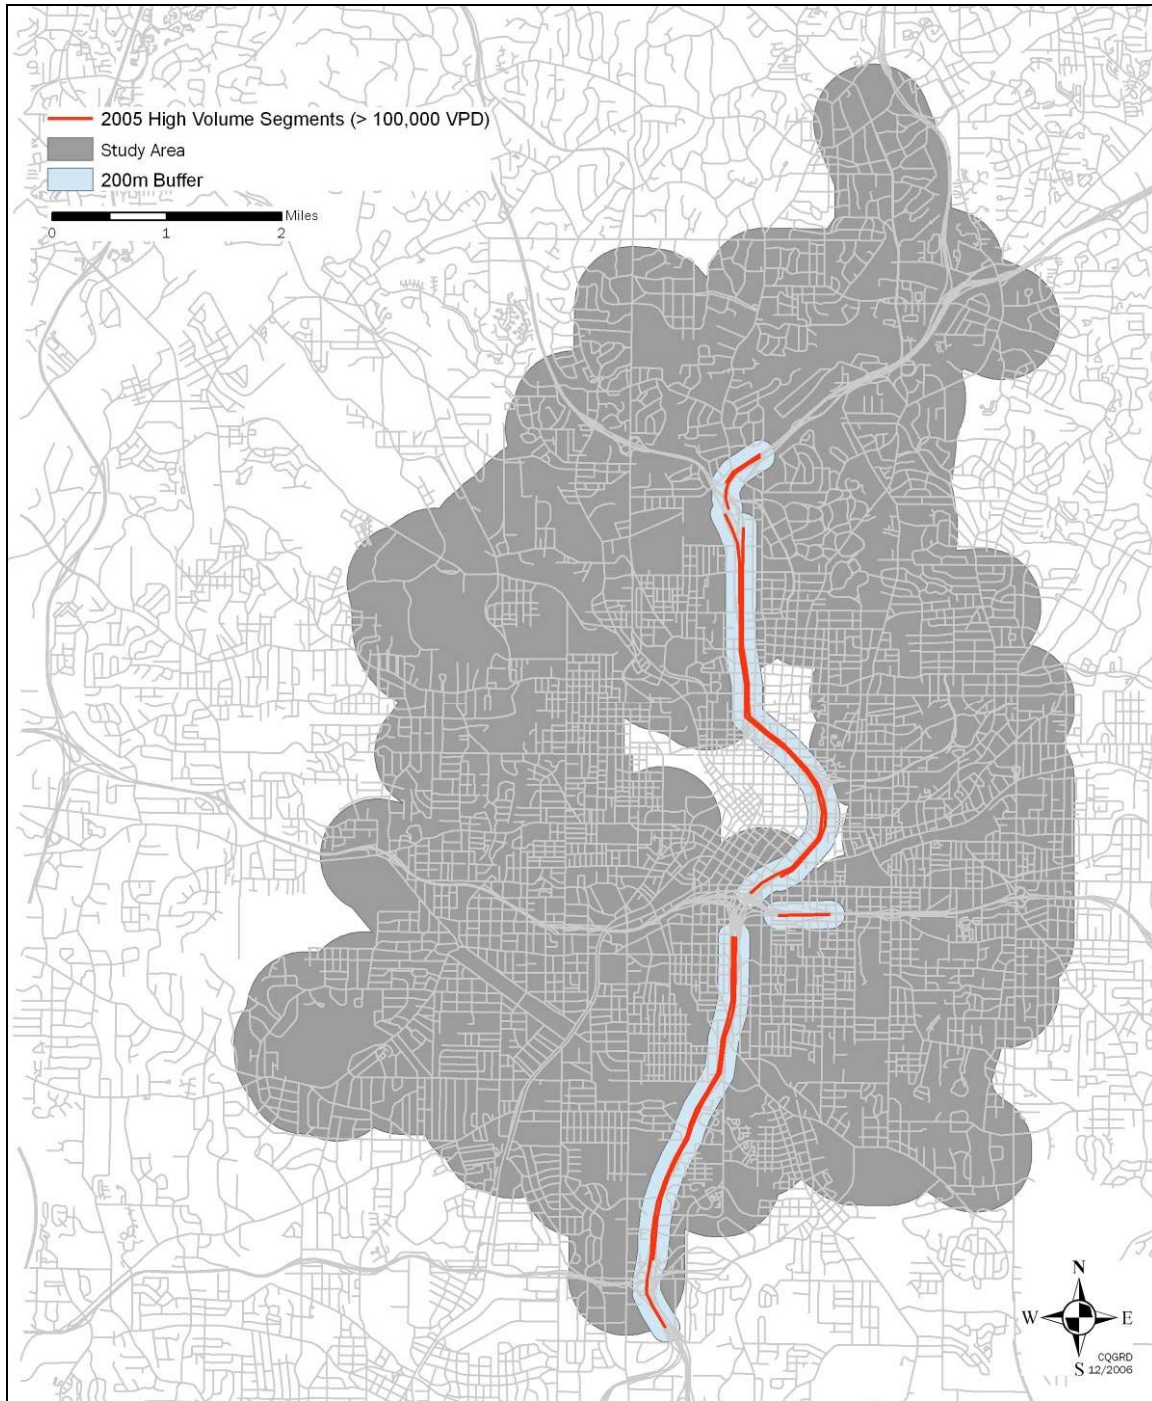 2005 High Volume Segments (> 100,000 VPD)
Study Area
200m Buffer
Miles
0 1 2
N
W E
S
CQGRD
12/2006